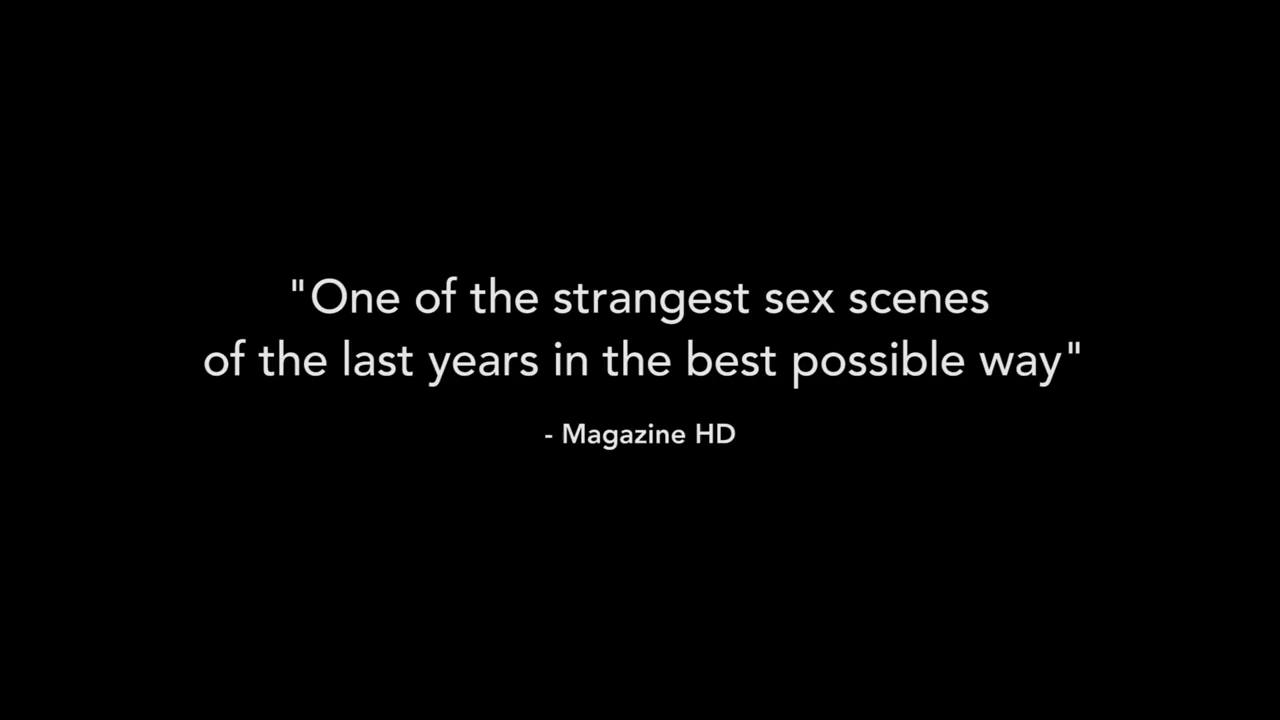 "One of the strangest sex scenes
of the last years in the best possible way"
- Magazine HD